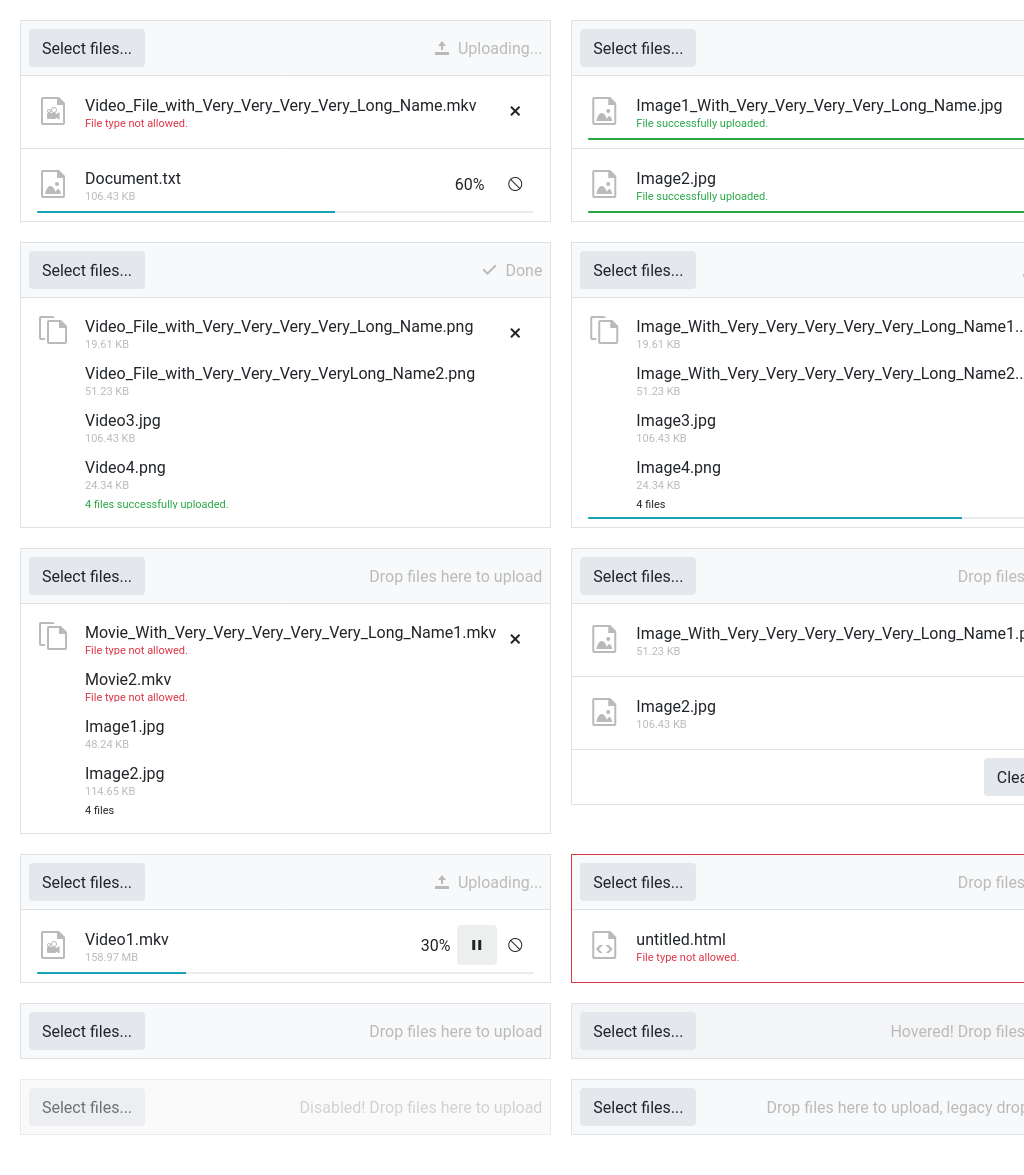 Select files...
Uploading...
Video_File_with_Very_Very_Very_Very_Long_Name.mkv
File type not allowed.
Document.txt
106.43 KB
60%
Select files...
Image1_With_Very_Very_Very_Very_Long_Name.jpg
File successfully uploaded.
Image2.jpg
File successfully uploaded.
Select files...
Done
Video_File_with_Very_Very_Very_Very_Long_Name.png
19.61 KB
Video_File_with_Very_Very_Very_VeryLong_Name2.png
51.23 KB
Video3.jpg
106.43 KB
Video4.png
24.34 KB
4 files successfully uploaded.
Select files...
Image_With_Very_Very_Very_Very_Very_Long_Name1...
19.61 KB
Image_With_Very_Very_Very_Very_Very_Long_Name2...
51.23 KB
Image3.jpg
106.43 KB
Image4.png
24.34 KB
4 files
Select files...
Drop files here to upload
Movie_With_Very_Very_Very_Very_Very_Long_Name1.mkv
File type not allowed.
Movie2.mkv
File type not allowed.
Image1.jpg
48.24 KB
Image2.jpg
114.65 KB
4 files
Select files...
Drop files
Image_With_Very_Very_Very_Very_Very_Long_Name1.p
51.23 KB
Image2.jpg
106.43 KB
Clea
Select files...
Uploading...
Video1.mkv
158.97 MB
30%
Select files...
Drop files
untitled.html
File type not allowed.
Select files...
Drop files here to upload
Select files...
Hovered! Drop files
Select files...
Disabled! Drop files here to upload
Select files...
Drop files here to upload, legacy drop